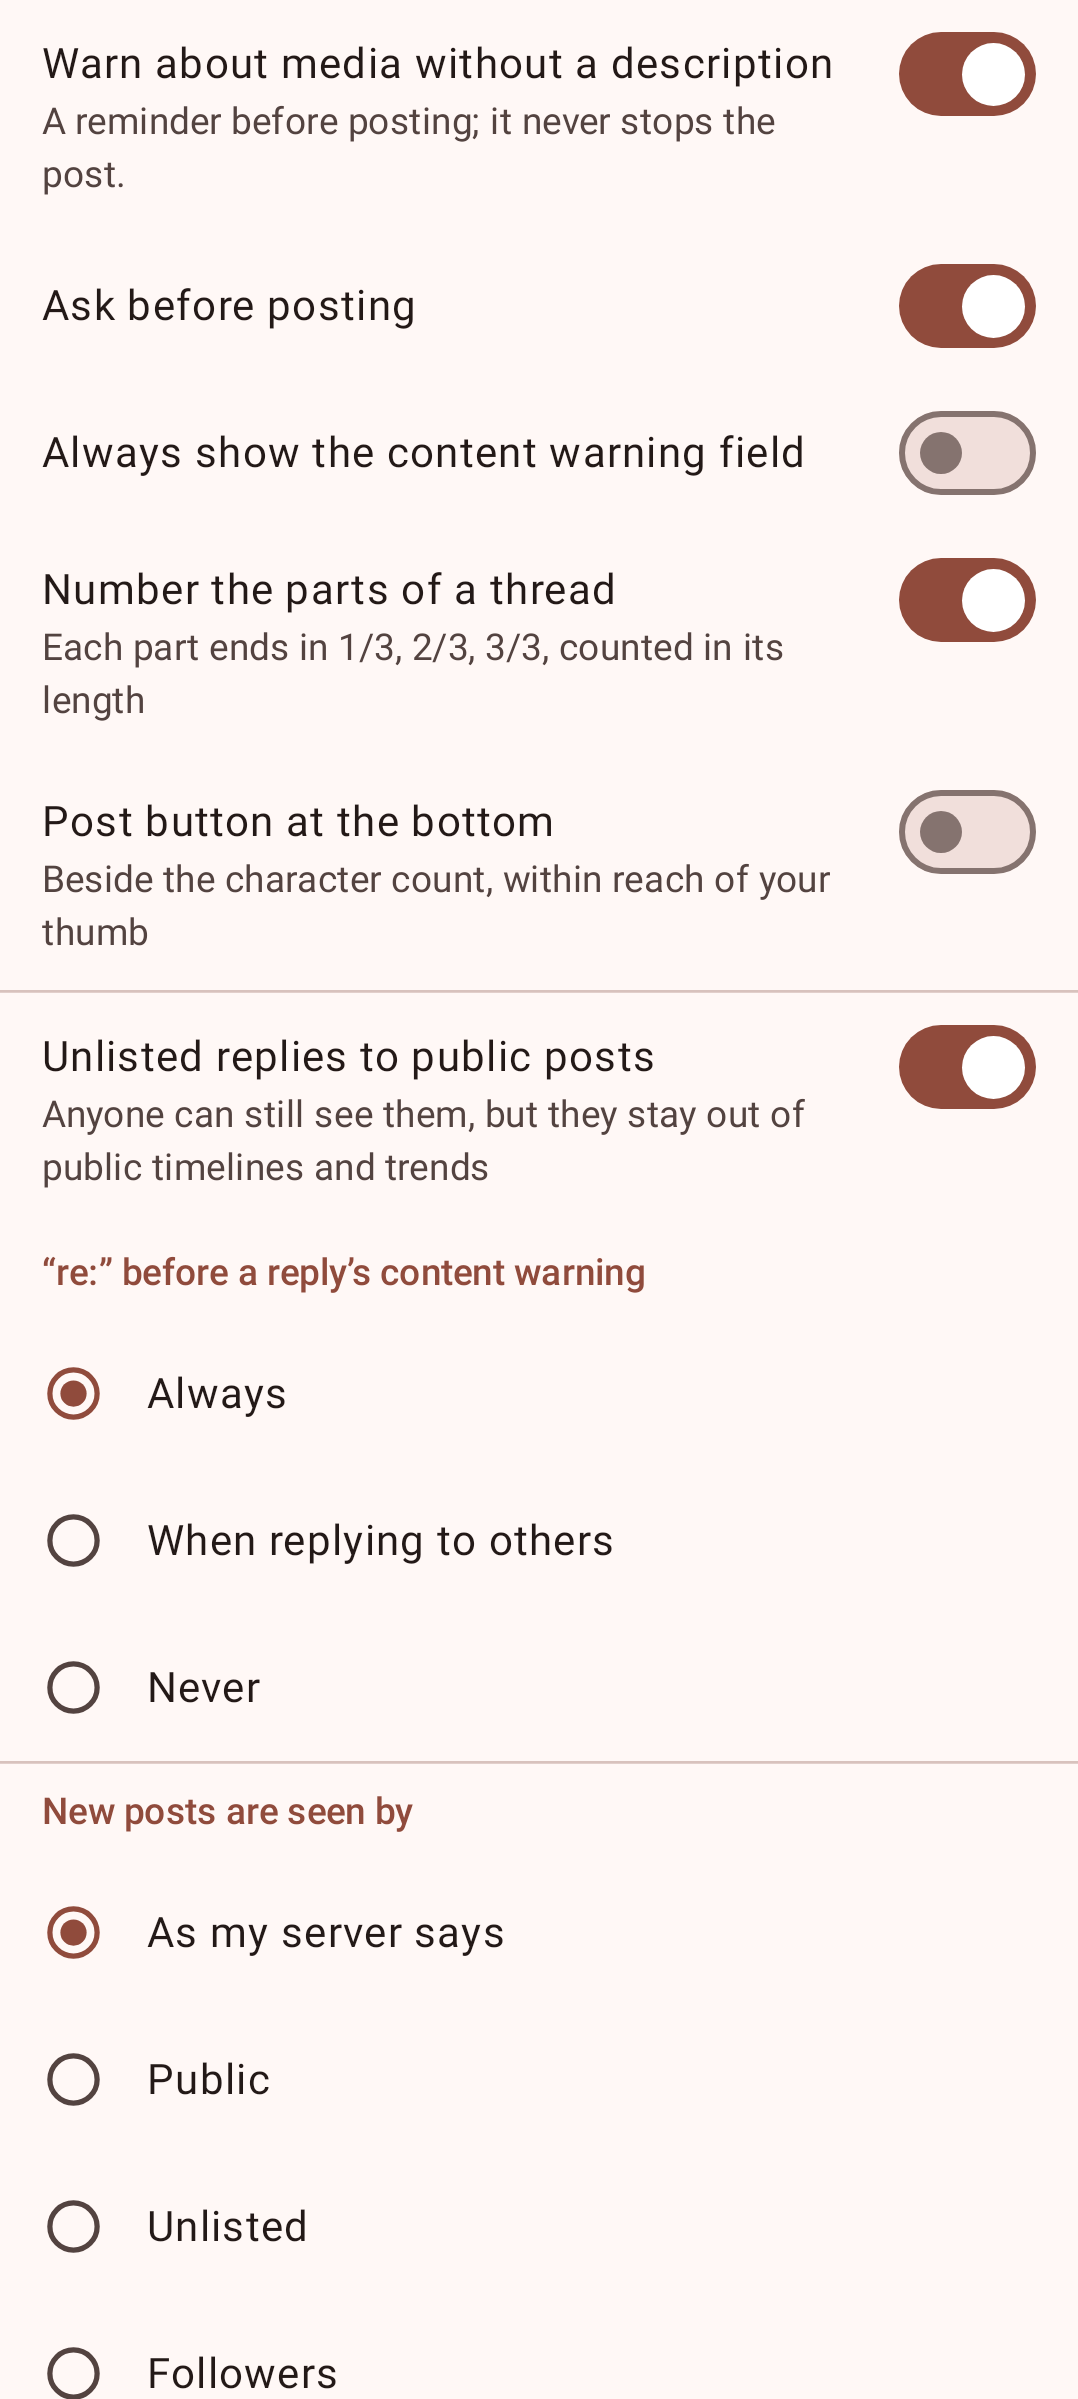 Warn about media without a description
A reminder before posting; it never stops the
post.
Ask before posting
Always show the content warning field
Number the parts of a thread
Each part ends in 1/3, 2/3, 3/3, counted in its
length
Post button at the bottom
Beside the character count, within reach of your
thumb
Unlisted replies to public posts
Anyone can still see them, but they stay out of
public timelines and trends
“re:” before a reply’s content warning
Always
When replying to others
Never
New posts are seen by
As my server says
Public
Unlisted
Followers